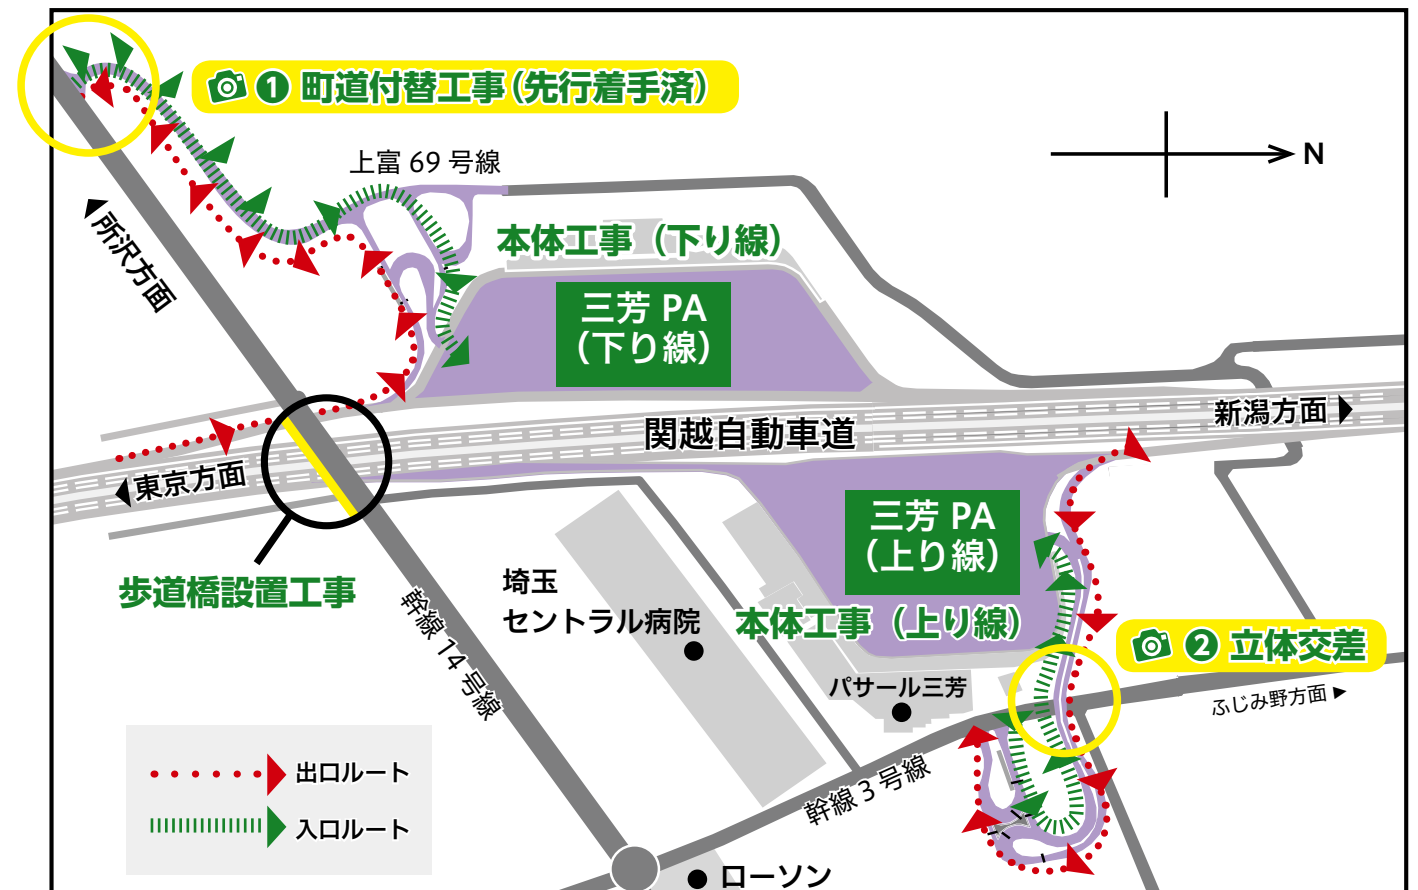 ❶ 町道付替工事（先行着手済）
上富 69 号線
N
所沢方面
本体工事（下り線）
三芳 PA
（下り線）
関越自動車道
新潟方面
東京方面
歩道橋設置工事
三芳 PA
（上り線）
本体工事（上り線）
埼玉
セントラル病院
幹線 14 号線
❷ 立体交差
パサール三芳
ふじみ野方面
幹線 3 号線
出口ルート
入口ルート
ローソン